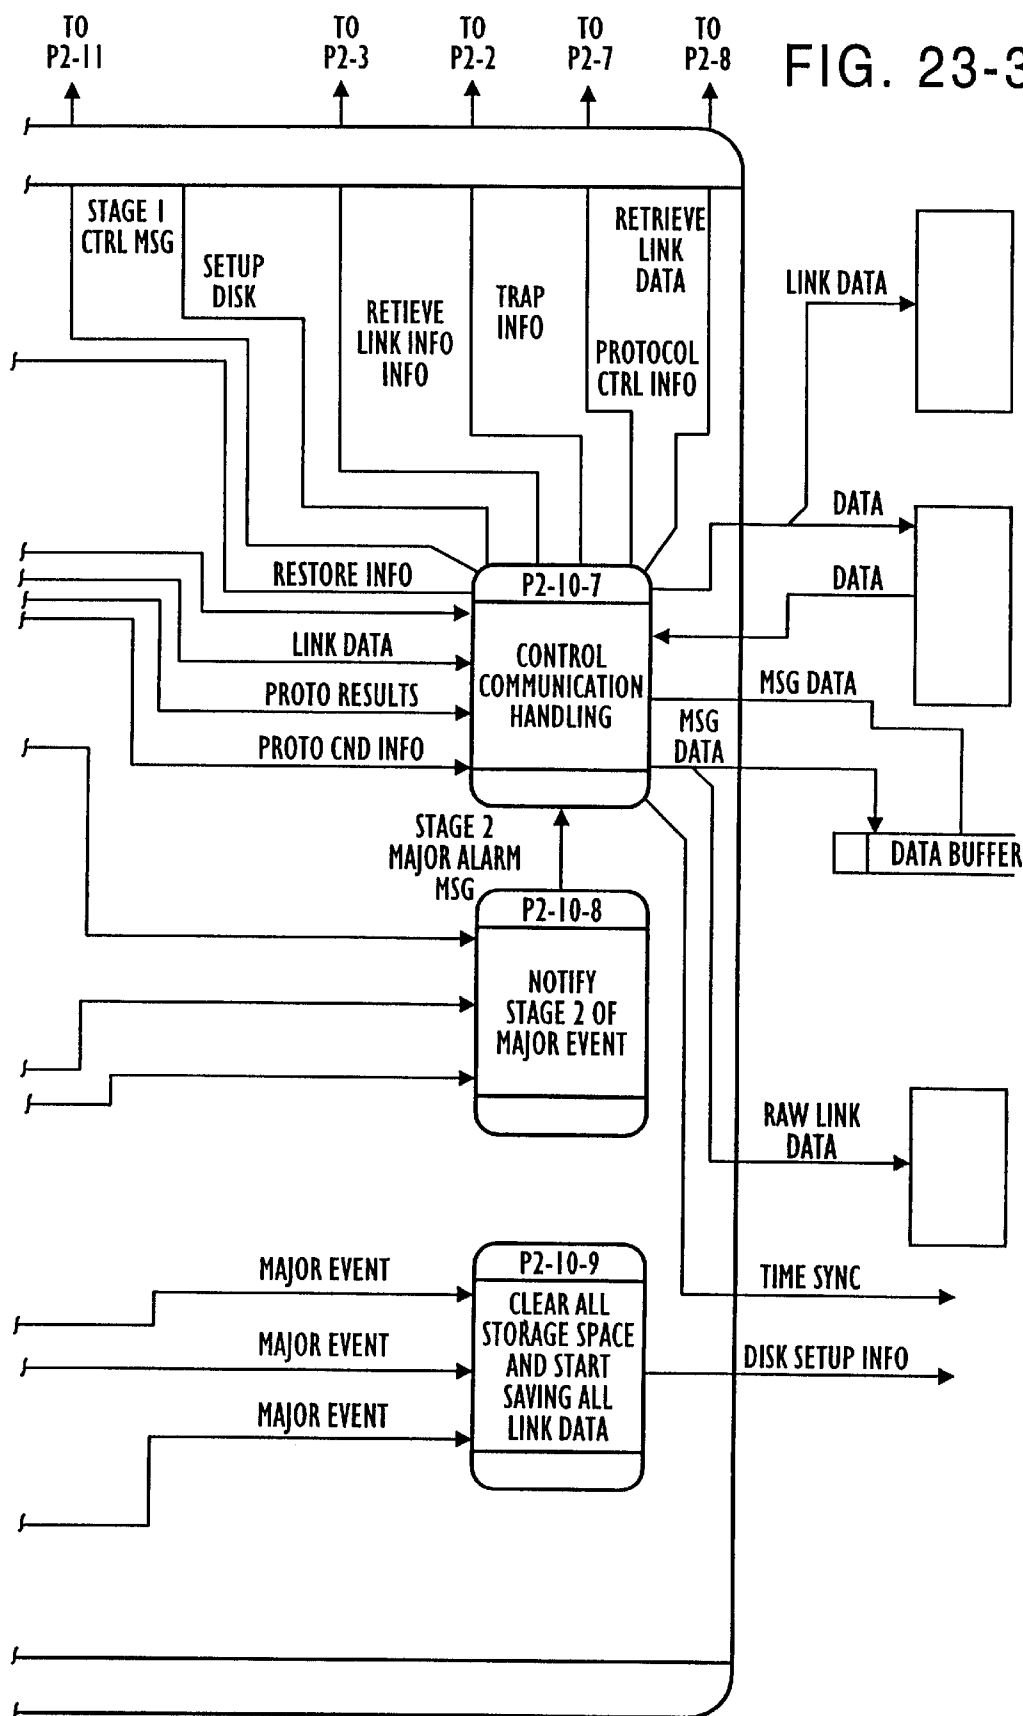 TO
P2-11
TO
P2-3
TO
P2-2
TO
P2-7
TO
P2-8
FIG. 23-3
STAGE 1
CTRL MSG
SETUP
DISK
RETIEVE
LINK INFO
INFO
TRAP
INFO
RETRIEVE
LINK
DATA
PROTOCOL
CTRL INFO
LINK DATA
DATA
DATA
RESTORE INFO
P2-10-7
LINK DATA
CONTROL
COMMUNICATION
HANDLING
PROTO RESULTS
MSG DATA
PROTO CND INFO
MSG
DATA
STAGE 2
MAJOR ALARM
MSG
DATA BUFFER
P2-10-8
NOTIFY
STAGE 2 OF
MAJOR EVENT
RAW LINK
DATA
P2-10-9
MAJOR EVENT
TIME SYNC
CLEAR ALL
STORAGE SPACE
AND START
SAVING ALL
LINK DATA
MAJOR EVENT
DISK SETUP INFO
MAJOR EVENT